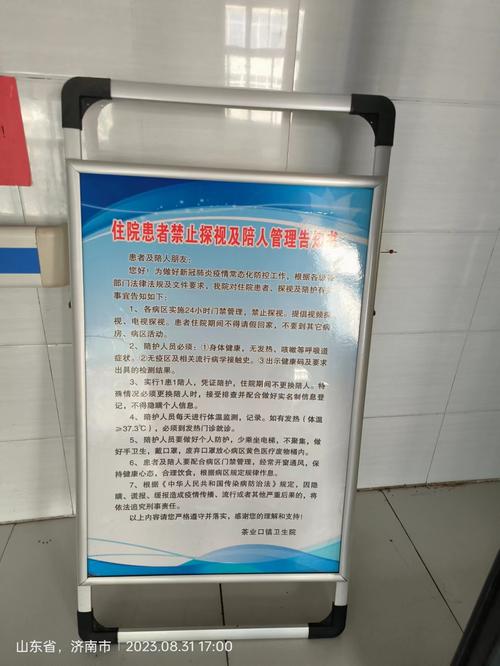 住院患者禁止探视及陪人管理告知书
患者及陪人朋友：
您好！为做好新冠肺炎疫情常态化防控工作，根据各级
部门法律法规及文件要求，我院对住院患者、探视及陪护有
事宜告知如下：
1、各病区实施24小时门禁管理，禁止探视。提倡视频探
视、电视探视。患者住院期间不得请假回家，不要到其它病
房、病区活动。
2、陪护人员必须：①身体健康，无发热、咳嗽等呼吸道
症状。②无疫区及相关流行病学接触史。③出示健康码及要求
出具的检测结果。
3、实行1患1陪人，凭证陪护，住院期间不更换陪人。特
殊情况必须更换陪人时，接受排查并配合做好实名制信息登
记，不得隐瞒个人信息。
4、陪护人员每天进行体温监测，记录。如有发热（体温
≥37.3℃），必须到发热门诊就诊。
5、陪护人员要做好个人防护，少乘坐电梯，不聚集，做
好手卫生，戴口罩，废弃口罩放心病区黄色医疗废物桶内。
6、患者及陪人要配合病区门禁管理，经常开窗通风，保
持健康心态，合理饮食，根据病区规定规律作息。
7、根据《中华人民共和国传染病防治法》规定，因隐
瞒、谎报、缓报造成疫情传播、流行或者其他严重后果的，将
依法追究刑事责任。
以上内容请您严格遵守并落实，感谢您的理解和支持！
茶业口镇卫生院
山东省，济南市 2023.08.31 17:00